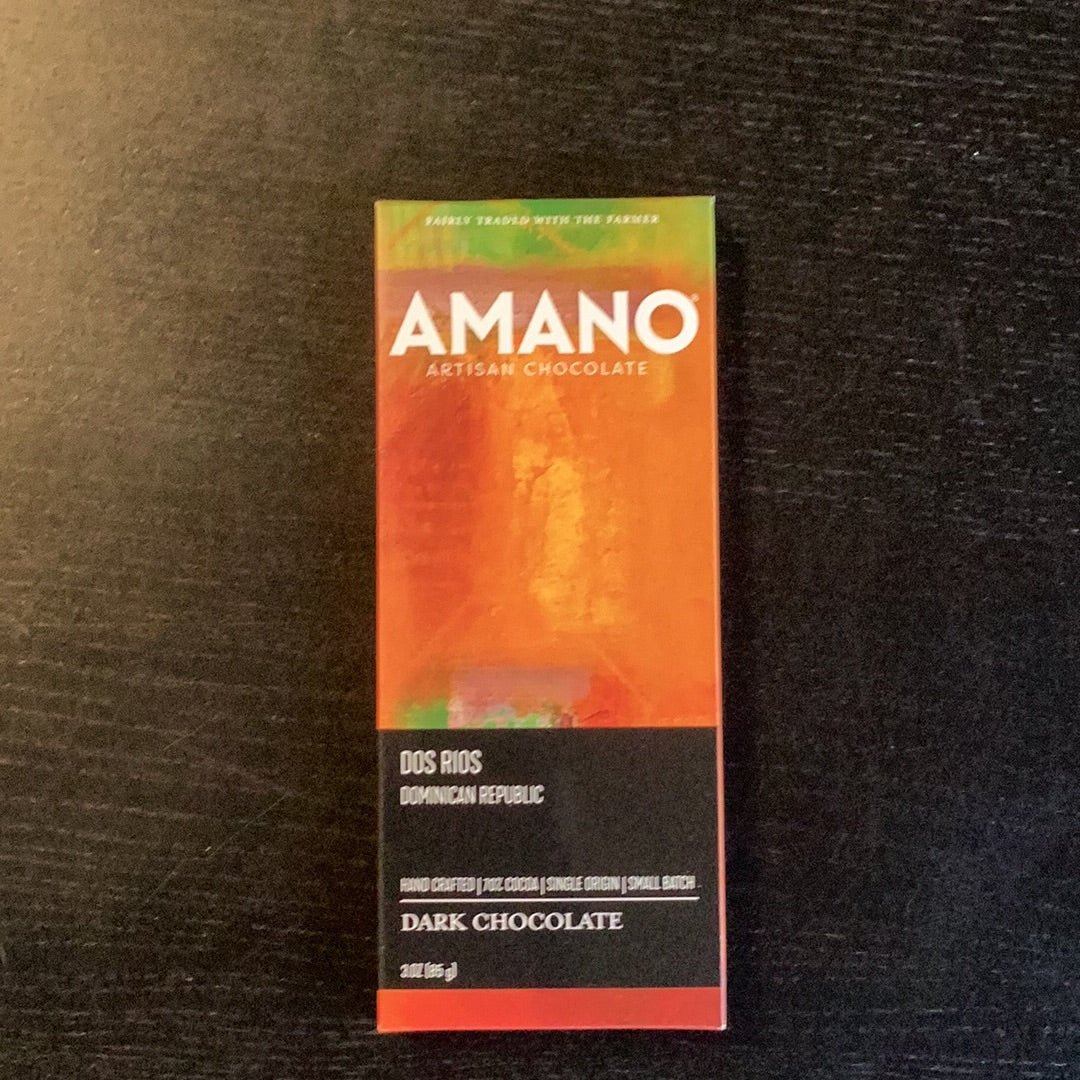 FAIRLY TRADED WITH THE FARMER
AMANO®
ARTISAN CHOCOLATE
DOS RIOS
DOMINICAN REPUBLIC
HAND CRAFTED | 70% COCOA | SINGLE ORIGIN | SMALL BATCH
DARK CHOCOLATE
3 OZ (85 g)